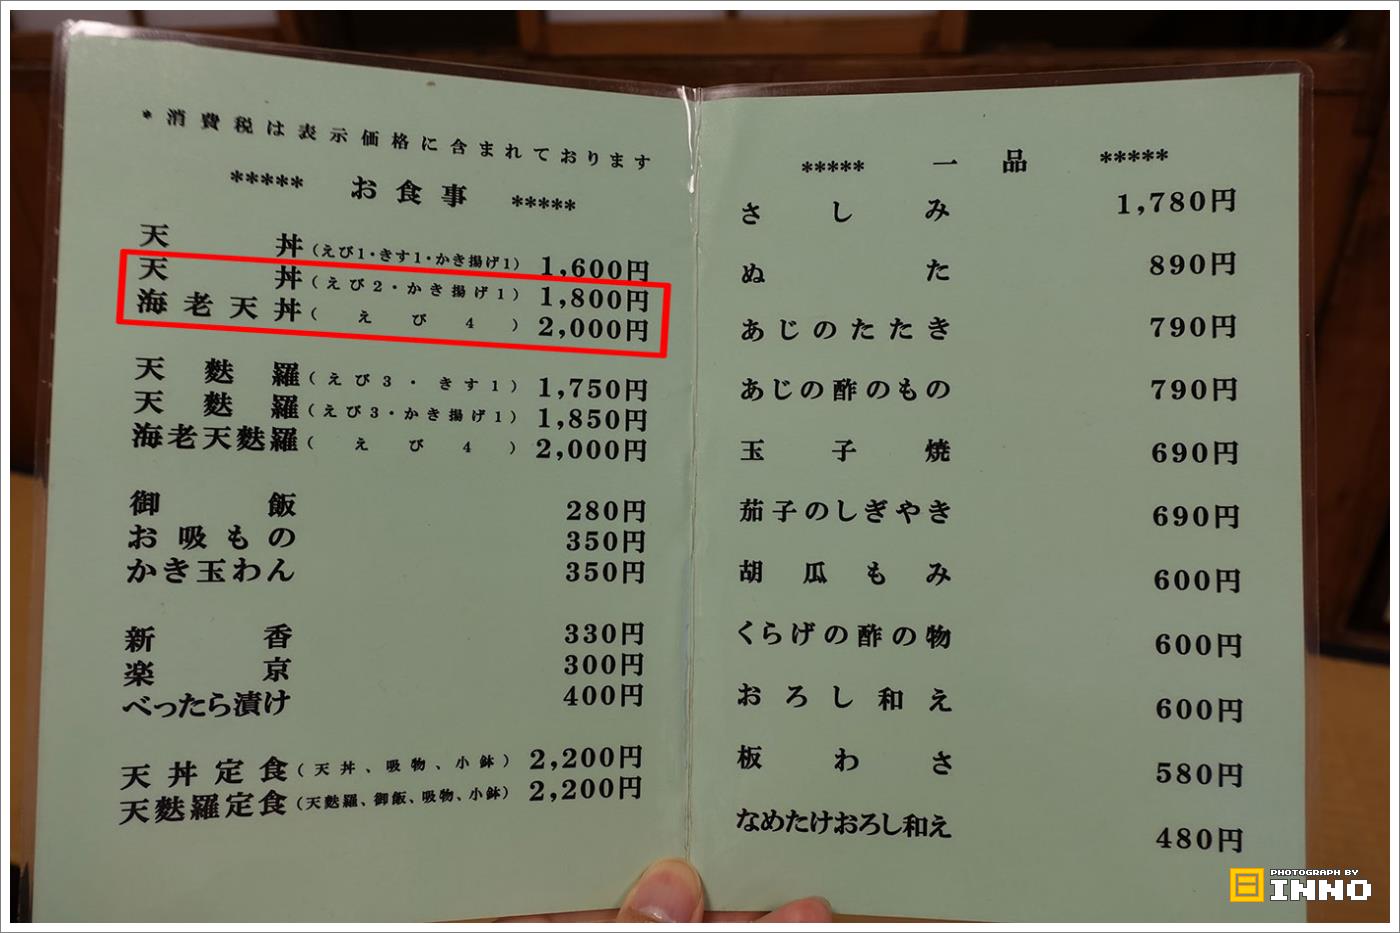 * 消費税は表示価格に含まれております
***** お食事 *****
天丼(えび1・きす1・かき揚げ1) 1,600円
天丼(えび2・かき揚げ1) 1,800円
海老天丼(えび4) 2,000円
天麩羅(えび3・きす1) 1,750円
天麩羅(えび3・かき揚げ1) 1,850円
海老天麩羅(えび4) 2,000円
御飯 280円
お吸もの 350円
かき玉わん 350円
新香 330円
楽京 300円
べったら漬け 400円
天丼定食(天丼、吸物、小鉢) 2,200円
天麩羅定食(天麩羅、御飯、吸物、小鉢) 2,200円
***** 一品 *****
さしみ 1,780円
ぬた 890円
あじのたたき 790円
あじの酢のもの 790円
玉子焼 690円
茄子のしぎやき 690円
胡瓜もみ 600円
くらげの酢の物 600円
おろし和え 600円
板わさ 580円
なめたけおろし和え 480円
PHOTOGRAPH BY
INNO